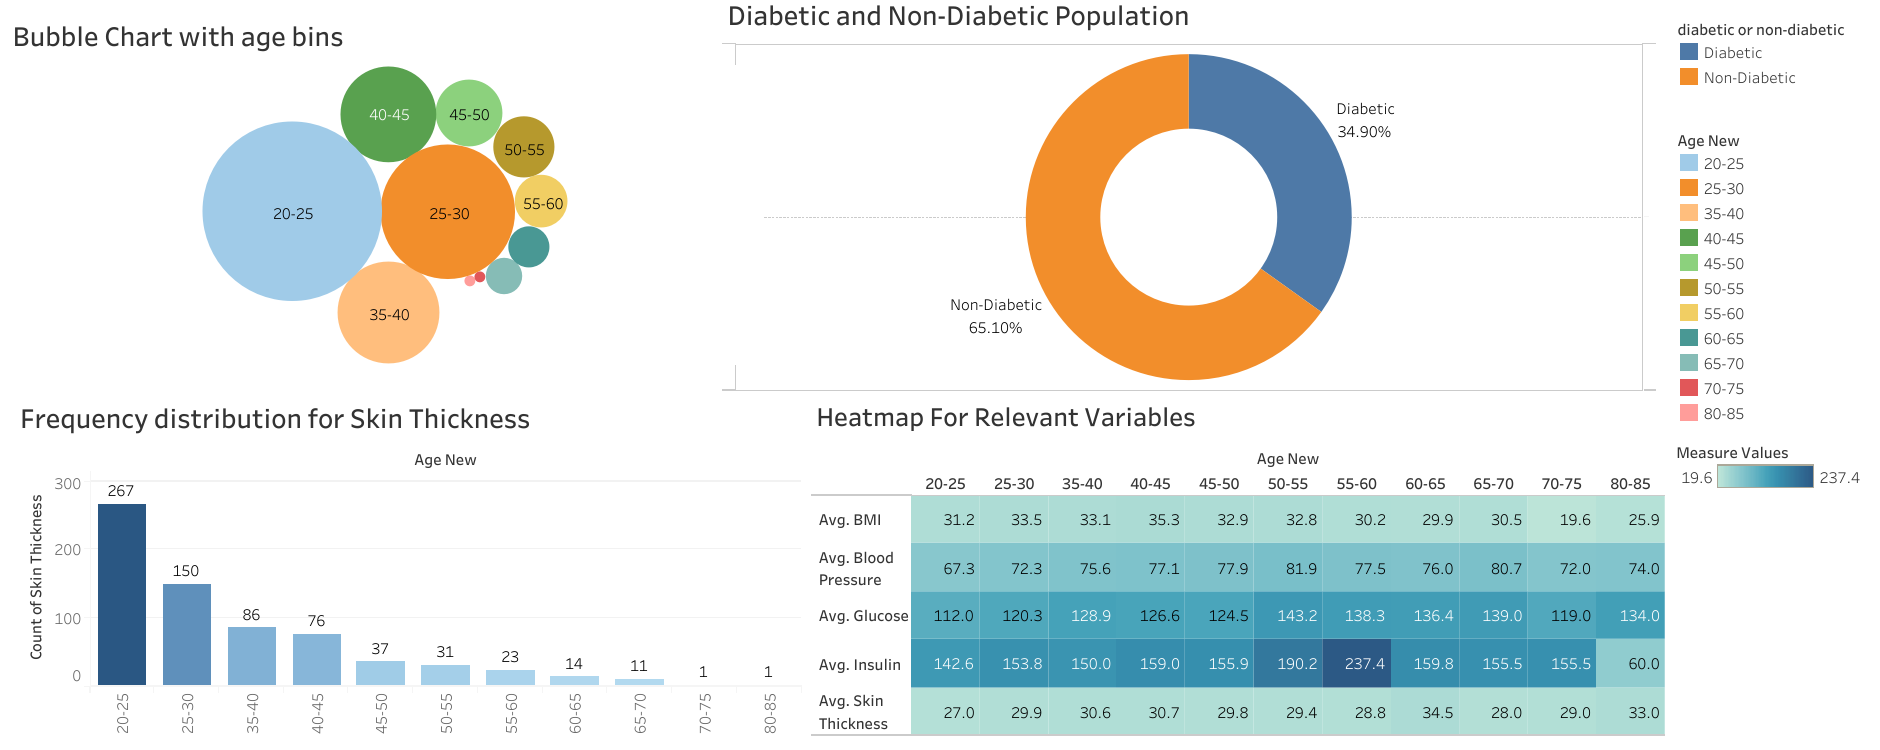 Bubble Chart with age bins
40-45
45-50
50-55
20-25
25-30
55-60
35-40
Diabetic and Non-Diabetic Population
Diabetic
34.90%
Non-Diabetic
65.10%
diabetic or non-diabetic
Diabetic
Non-Diabetic
Age New
20-25
25-30
35-40
40-45
45-50
50-55
55-60
60-65
65-70
70-75
80-85
Measure Values
19.6 237.4
Frequency distribution for Skin Thickness
Age New
Count of Skin Thickness
300
200
100
0
267
150
86
76
37
31
23
14
11
1
1
20-25
25-30
35-40
40-45
45-50
50-55
55-60
60-65
65-70
70-75
80-85
Heatmap For Relevant Variables
Age New
20-25 25-30 35-40 40-45 45-50 50-55 55-60 60-65 65-70 70-75 80-85
Avg. BMI 31.2 33.5 33.1 35.3 32.9 32.8 30.2 29.9 30.5 19.6 25.9
Avg. Blood
Pressure 67.3 72.3 75.6 77.1 77.9 81.9 77.5 76.0 80.7 72.0 74.0
Avg. Glucose 112.0 120.3 128.9 126.6 124.5 143.2 138.3 136.4 139.0 119.0 134.0
Avg. Insulin 142.6 153.8 150.0 159.0 155.9 190.2 237.4 159.8 155.5 155.5 60.0
Avg. Skin
Thickness 27.0 29.9 30.6 30.7 29.8 29.4 28.8 34.5 28.0 29.0 33.0